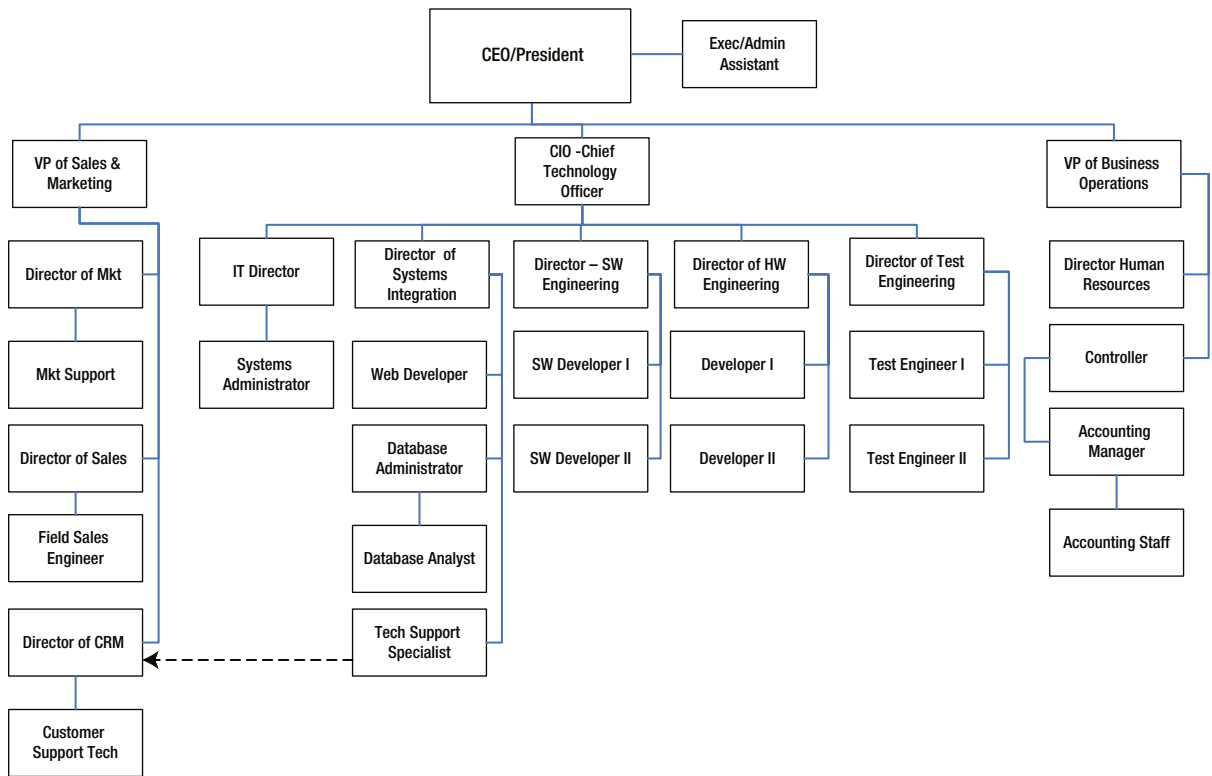 CEO/President
Exec/Admin
Assistant
VP of Sales &
Marketing
CIO -Chief
Technology
Officer
VP of Business
Operations
Director of Mkt
IT Director
Director  of
Systems
Integration
Director – SW
Engineering
Director of HW
Engineering
Director of Test
Engineering
Director Human
Resources
Mkt Support
Systems
Administrator
Web Developer
SW Developer I
Developer I
Test Engineer I
Controller
Director of Sales
Database
Administrator
SW Developer II
Developer II
Test Engineer II
Accounting
Manager
Field Sales
Engineer
Database Analyst
Accounting Staff
Director of CRM
Tech Support
Specialist
Customer
Support Tech